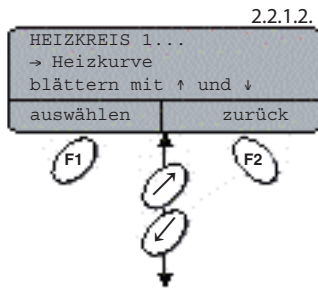 2.2.1.2.
HEIZKREIS 1...
→ Heizkurve
blättern mit ↑ und ↓
auswählen zurück
F1 F2